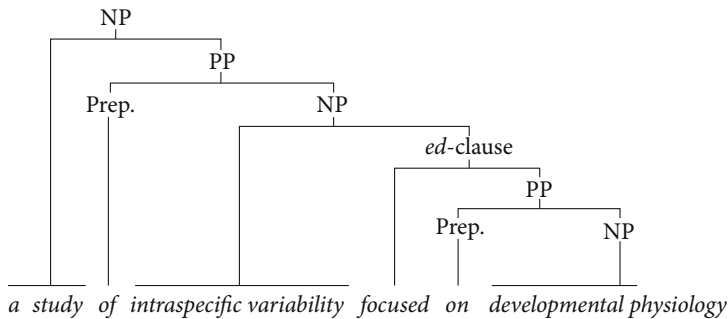 NP
PP
Prep. NP
ed-clause
PP
Prep. NP
a study of intraspecific variability focused on developmental physiology